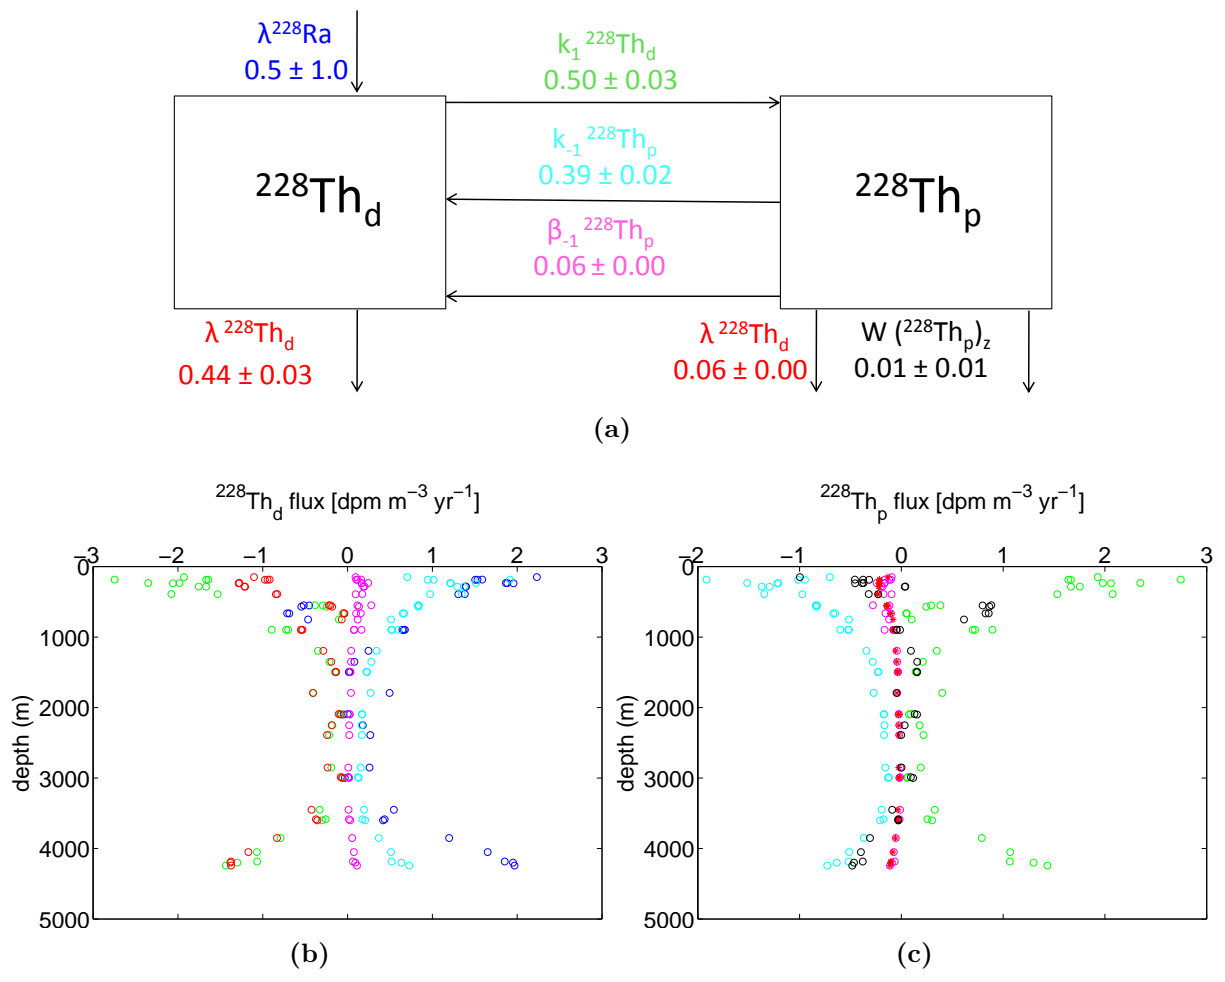 λ²²⁸Ra
0.5 ± 1.0
k₁ ²²⁸Th_d
0.50 ± 0.03
k₋₁ ²²⁸Th_p
0.39 ± 0.02
β₋₁ ²²⁸Th_p
0.06 ± 0.00
²²⁸Th_d
²²⁸Th_p
λ ²²⁸Th_d
0.44 ± 0.03
λ ²²⁸Th_d
0.06 ± 0.00
W (²²⁸Th_p)_z
0.01 ± 0.01
(a)
²²⁸Th_d flux [dpm m⁻³ yr⁻¹]
−3 −2 −1 0 1 2 3
0
1000
2000
3000
4000
5000
depth (m)
(b)
²²⁸Th_p flux [dpm m⁻³ yr⁻¹]
−2 −1 0 1 2 3
0
1000
2000
3000
4000
5000
depth (m)
(c)